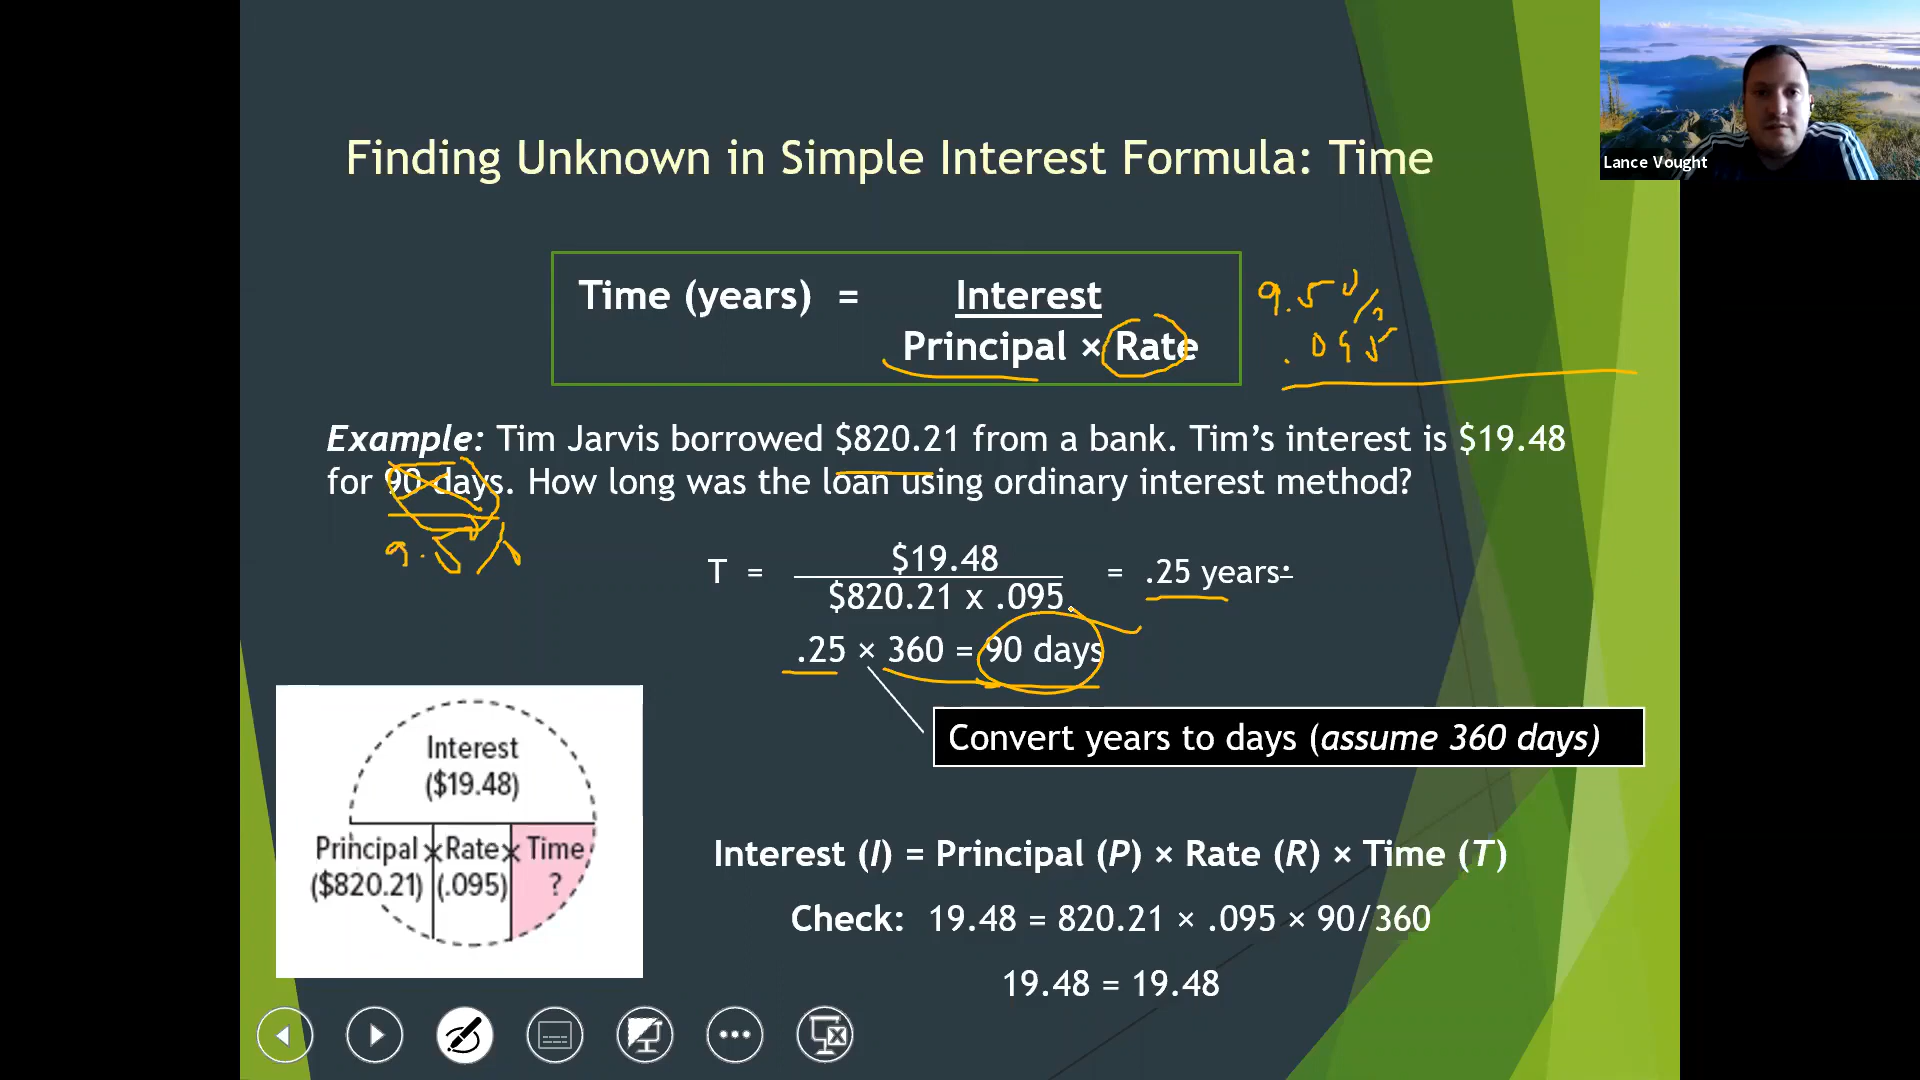 Lance Vought
Finding Unknown in Simple Interest Formula: Time
Time (years) = Interest
Principal × Rate
9.5%
.095
Example: Tim Jarvis borrowed $820.21 from a bank. Tim’s interest is $19.48
for 90 days. How long was the loan using ordinary interest method?
9.5%
T = $19.48 = .25 years.
$820.21 x .095.
.25 × 360 = 90 days
Convert years to days (assume 360 days)
Interest
($19.48)
Principal × Rate × Time
($820.21) (.095) ?
Interest (I) = Principal (P) × Rate (R) × Time (T)
Check: 19.48 = 820.21 × .095 × 90/360
19.48 = 19.48